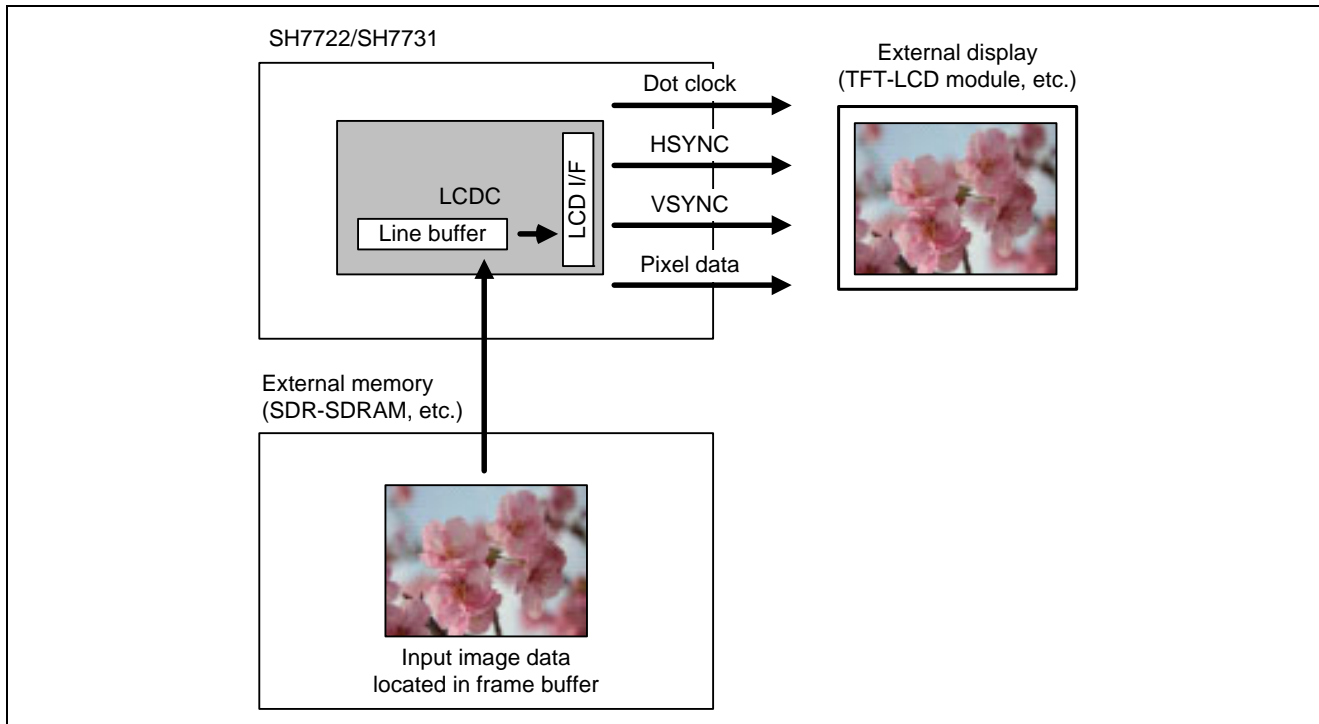 SH7722/SH7731
External display
(TFT-LCD module, etc.)
Dot clock
HSYNC
VSYNC
Pixel data
LCDC
Line buffer
LCD I/F
External memory
(SDR-SDRAM, etc.)
Input image data
located in frame buffer